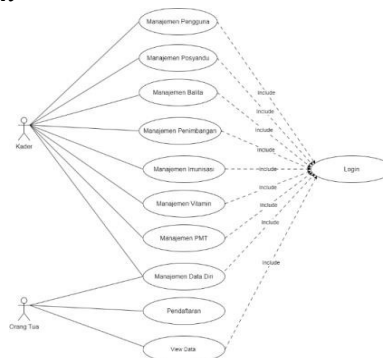 Manajemen Pengguna
Manajemen Posyandu
Include
Manajemen Balita
Include
Include
Manajemen Penimbangan
Kader
Include
Manajemen Imunisasi
Include
Login
Include
Manajemen Vitamin
Include
Manajemen PMT
Include
Manajemen Data Diri
Include
Orang Tua
Pendaftaran
View Data